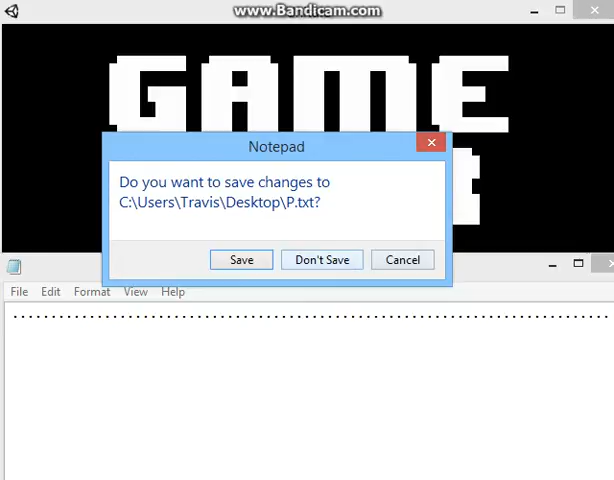 www.Bandicam.com
GAME
Notepad
Do you want to save changes to
C:\Users\Travis\Desktop\P.txt?
Save
Don't Save
Cancel
File Edit Format View Help